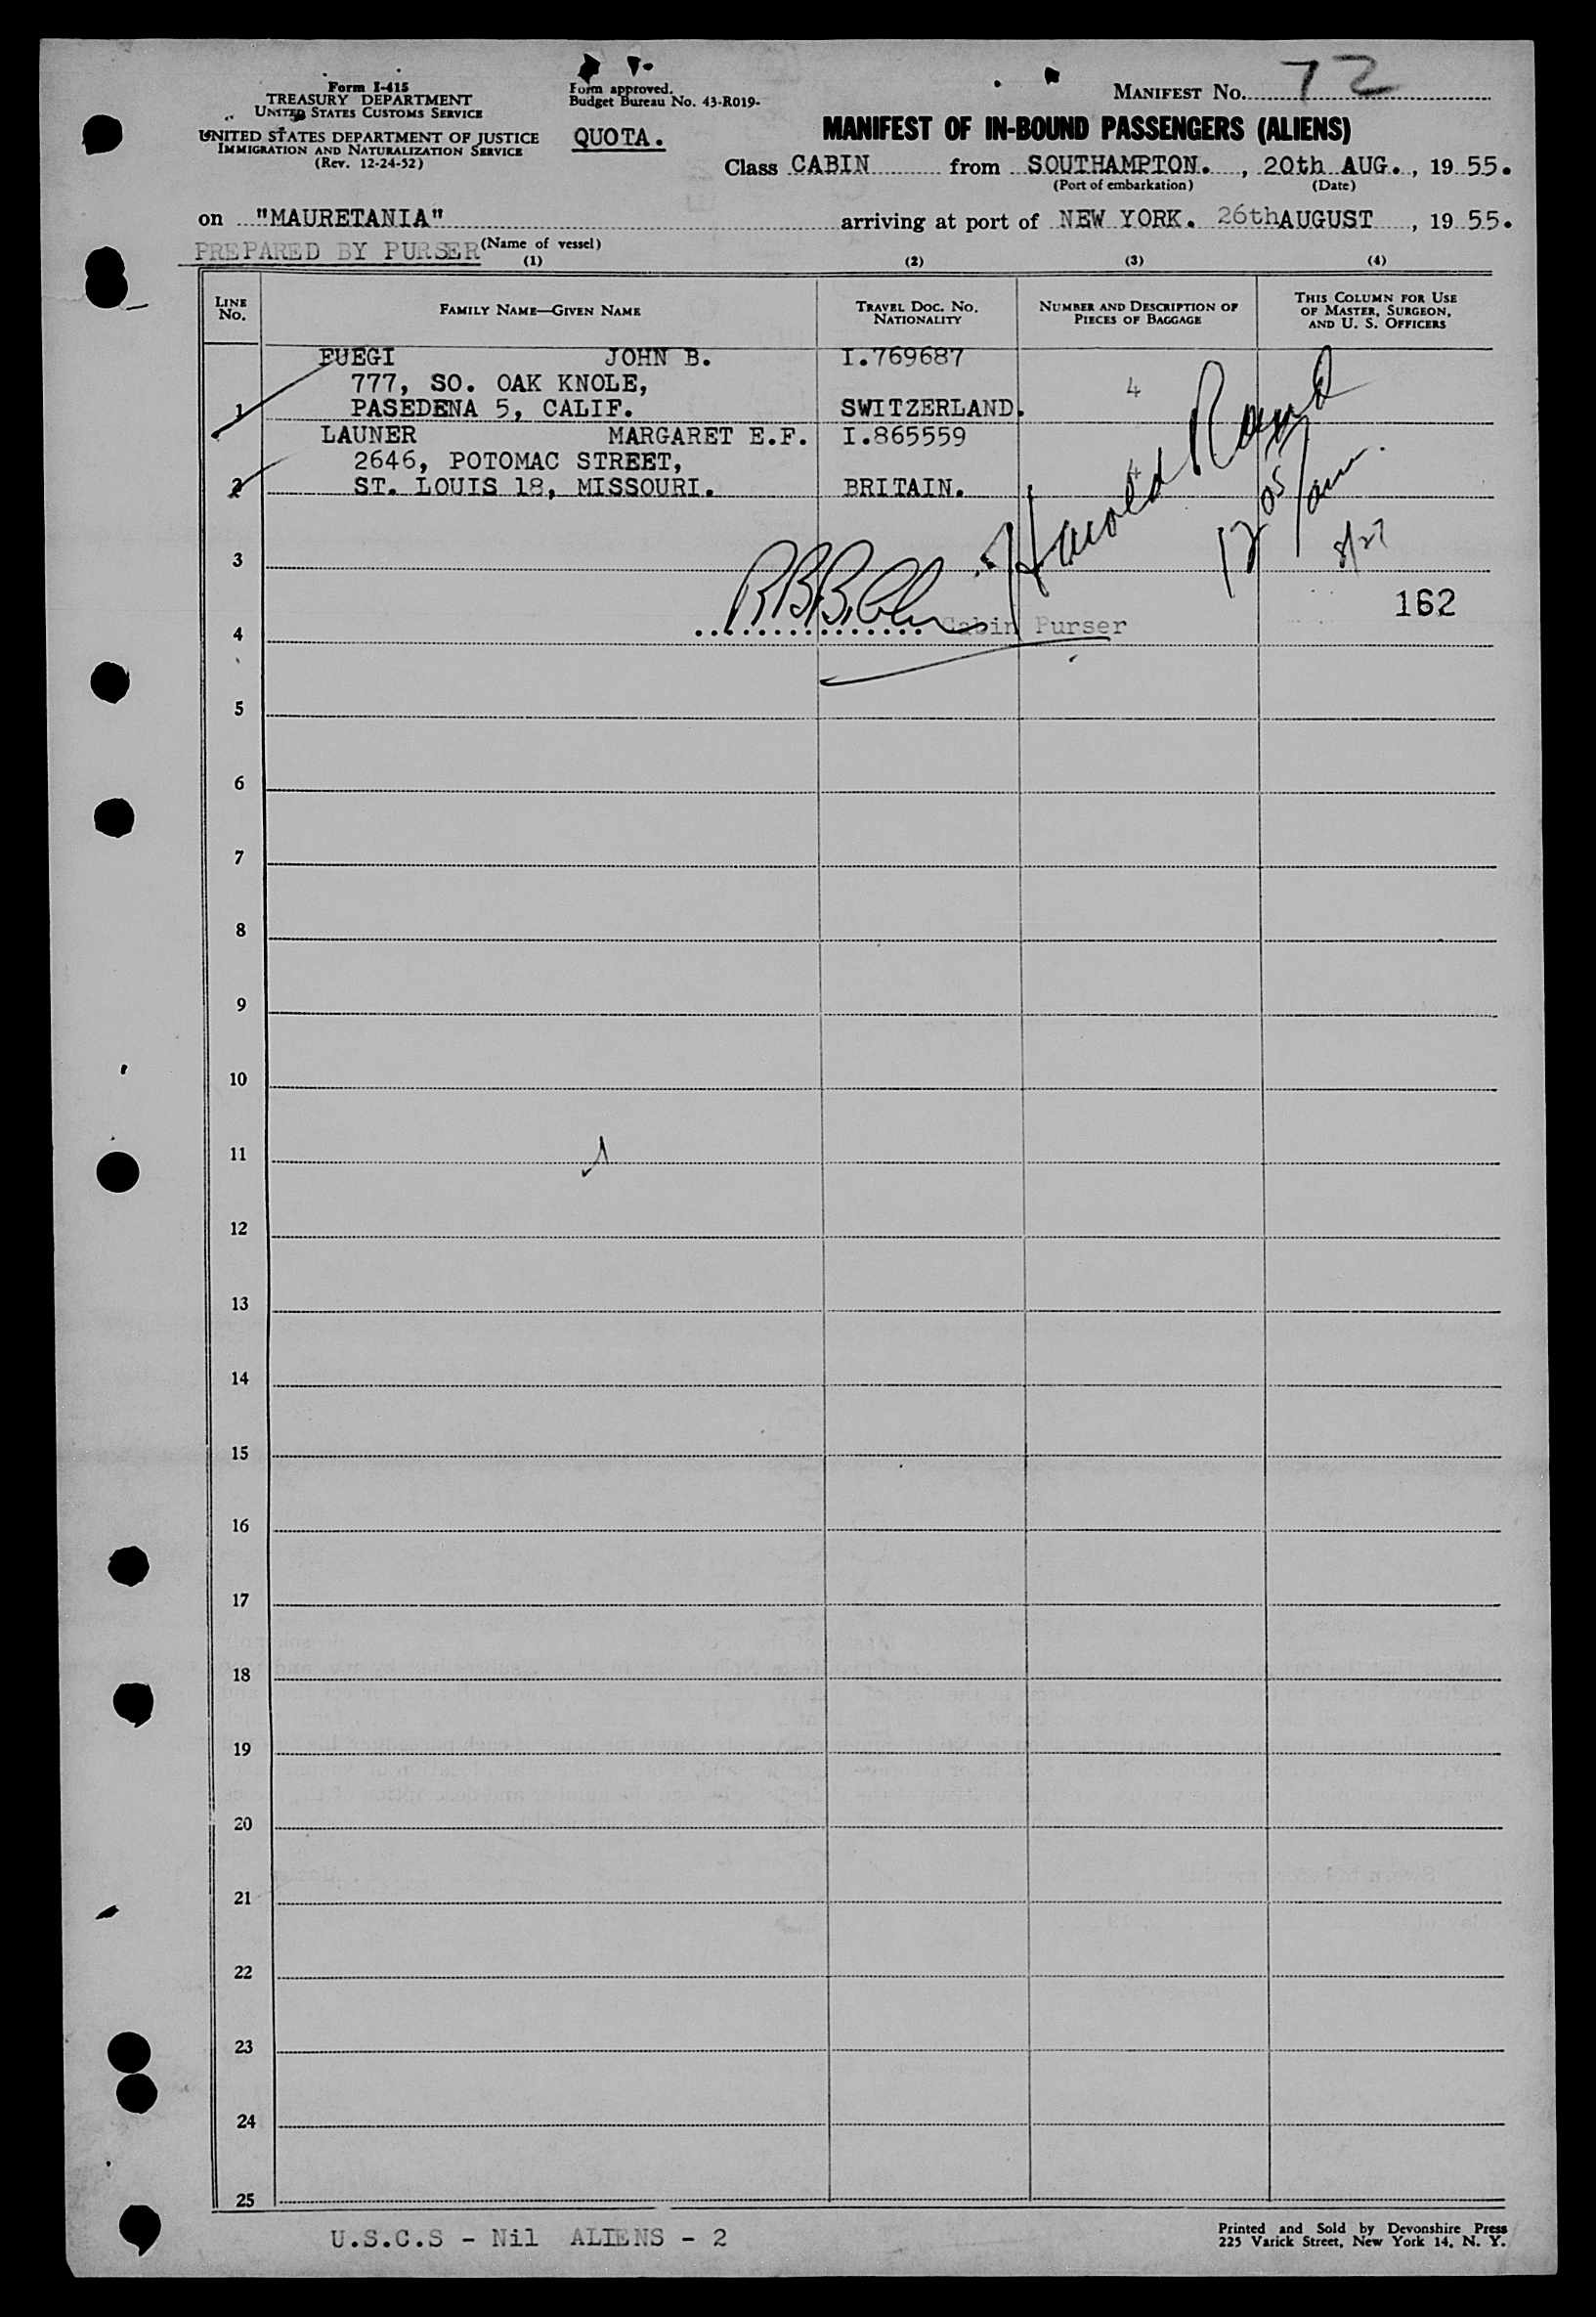 Form I-415
TREASURY DEPARTMENT
UNITED STATES CUSTOMS SERVICE
UNITED STATES DEPARTMENT OF JUSTICE
IMMIGRATION AND NATURALIZATION SERVICE
(Rev. 12-24-52)
Form approved.
Budget Bureau No. 43-R019-
QUOTA.
MANIFEST NO. 72
MANIFEST OF IN-BOUND PASSENGERS (ALIENS)
Class CABIN from SOUTHAMPTON., 20th AUG., 19 55.
(Port of embarkation) (Date)
on "MAURETANIA" arriving at port of NEW YORK. 26th AUGUST, 19 55.
PREPARED BY PURSER (Name of vessel)
(1) (2) (3) (4)
LINE NO.
FAMILY NAME—GIVEN NAME
TRAVEL DOC. NO. NATIONALITY
NUMBER AND DESCRIPTION OF PIECES OF BAGGAGE
THIS COLUMN FOR USE OF MASTER, SURGEON, AND U. S. OFFICERS
FUEGI JOHN B. I.769687
777, SO. OAK KNOLE, 4
1 PASEDENA 5, CALIF. SWITZERLAND.
LAUNER MARGARET E.F. I.865559
2646, POTOMAC STREET, 4
2 ST. LOUIS 18, MISSOURI. BRITAIN.
Harold
12 05 am.
8/27
3
162
4 Cabin Purser
5
6
7
8
9
10
11
12
13
14
15
16
17
18
19
20
21
22
23
24
25
U.S.C.S - Nil ALIENS - 2
Printed and Sold by Devonshire Press
225 Varick Street, New York 14, N. Y.